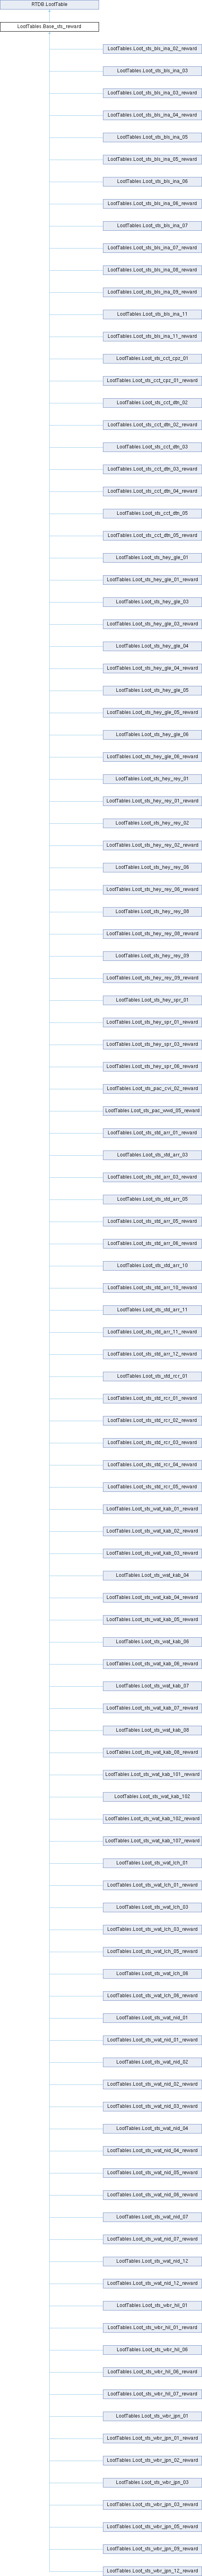 RTDB.LootTable
LootTables.Base_sts_reward
LootTables.Loot_sts_bls_ina_02_reward
LootTables.Loot_sts_bls_ina_03
LootTables.Loot_sts_bls_ina_03_reward
LootTables.Loot_sts_bls_ina_04_reward
LootTables.Loot_sts_bls_ina_05
LootTables.Loot_sts_bls_ina_05_reward
LootTables.Loot_sts_bls_ina_06
LootTables.Loot_sts_bls_ina_06_reward
LootTables.Loot_sts_bls_ina_07
LootTables.Loot_sts_bls_ina_07_reward
LootTables.Loot_sts_bls_ina_08_reward
LootTables.Loot_sts_bls_ina_09_reward
LootTables.Loot_sts_bls_ina_11
LootTables.Loot_sts_bls_ina_11_reward
LootTables.Loot_sts_cct_cpz_01
LootTables.Loot_sts_cct_cpz_01_reward
LootTables.Loot_sts_cct_dtn_02
LootTables.Loot_sts_cct_dtn_02_reward
LootTables.Loot_sts_cct_dtn_03
LootTables.Loot_sts_cct_dtn_03_reward
LootTables.Loot_sts_cct_dtn_04_reward
LootTables.Loot_sts_cct_dtn_05
LootTables.Loot_sts_cct_dtn_05_reward
LootTables.Loot_sts_hey_gle_01
LootTables.Loot_sts_hey_gle_01_reward
LootTables.Loot_sts_hey_gle_03
LootTables.Loot_sts_hey_gle_03_reward
LootTables.Loot_sts_hey_gle_04
LootTables.Loot_sts_hey_gle_04_reward
LootTables.Loot_sts_hey_gle_05
LootTables.Loot_sts_hey_gle_05_reward
LootTables.Loot_sts_hey_gle_06
LootTables.Loot_sts_hey_gle_06_reward
LootTables.Loot_sts_hey_rey_01
LootTables.Loot_sts_hey_rey_01_reward
LootTables.Loot_sts_hey_rey_02
LootTables.Loot_sts_hey_rey_02_reward
LootTables.Loot_sts_hey_rey_06
LootTables.Loot_sts_hey_rey_06_reward
LootTables.Loot_sts_hey_rey_08
LootTables.Loot_sts_hey_rey_08_reward
LootTables.Loot_sts_hey_rey_09
LootTables.Loot_sts_hey_rey_09_reward
LootTables.Loot_sts_hey_spr_01
LootTables.Loot_sts_hey_spr_01_reward
LootTables.Loot_sts_hey_spr_03_reward
LootTables.Loot_sts_hey_spr_06_reward
LootTables.Loot_sts_pac_cvi_02_reward
LootTables.Loot_sts_pac_wwd_05_reward
LootTables.Loot_sts_std_arr_01_reward
LootTables.Loot_sts_std_arr_03
LootTables.Loot_sts_std_arr_03_reward
LootTables.Loot_sts_std_arr_05
LootTables.Loot_sts_std_arr_05_reward
LootTables.Loot_sts_std_arr_06_reward
LootTables.Loot_sts_std_arr_10
LootTables.Loot_sts_std_arr_10_reward
LootTables.Loot_sts_std_arr_11
LootTables.Loot_sts_std_arr_11_reward
LootTables.Loot_sts_std_arr_12_reward
LootTables.Loot_sts_std_rcr_01
LootTables.Loot_sts_std_rcr_01_reward
LootTables.Loot_sts_std_rcr_02_reward
LootTables.Loot_sts_std_rcr_03_reward
LootTables.Loot_sts_std_rcr_04_reward
LootTables.Loot_sts_std_rcr_05_reward
LootTables.Loot_sts_wat_kab_01_reward
LootTables.Loot_sts_wat_kab_02_reward
LootTables.Loot_sts_wat_kab_03_reward
LootTables.Loot_sts_wat_kab_04
LootTables.Loot_sts_wat_kab_04_reward
LootTables.Loot_sts_wat_kab_05_reward
LootTables.Loot_sts_wat_kab_06
LootTables.Loot_sts_wat_kab_06_reward
LootTables.Loot_sts_wat_kab_07
LootTables.Loot_sts_wat_kab_07_reward
LootTables.Loot_sts_wat_kab_08
LootTables.Loot_sts_wat_kab_08_reward
LootTables.Loot_sts_wat_kab_101_reward
LootTables.Loot_sts_wat_kab_102
LootTables.Loot_sts_wat_kab_102_reward
LootTables.Loot_sts_wat_kab_107_reward
LootTables.Loot_sts_wat_lch_01
LootTables.Loot_sts_wat_lch_01_reward
LootTables.Loot_sts_wat_lch_03
LootTables.Loot_sts_wat_lch_03_reward
LootTables.Loot_sts_wat_lch_05_reward
LootTables.Loot_sts_wat_lch_06
LootTables.Loot_sts_wat_lch_06_reward
LootTables.Loot_sts_wat_nid_01
LootTables.Loot_sts_wat_nid_01_reward
LootTables.Loot_sts_wat_nid_02
LootTables.Loot_sts_wat_nid_02_reward
LootTables.Loot_sts_wat_nid_03_reward
LootTables.Loot_sts_wat_nid_04
LootTables.Loot_sts_wat_nid_04_reward
LootTables.Loot_sts_wat_nid_05_reward
LootTables.Loot_sts_wat_nid_06_reward
LootTables.Loot_sts_wat_nid_07
LootTables.Loot_sts_wat_nid_07_reward
LootTables.Loot_sts_wat_nid_12
LootTables.Loot_sts_wat_nid_12_reward
LootTables.Loot_sts_wbr_hil_01
LootTables.Loot_sts_wbr_hil_01_reward
LootTables.Loot_sts_wbr_hil_06
LootTables.Loot_sts_wbr_hil_06_reward
LootTables.Loot_sts_wbr_hil_07_reward
LootTables.Loot_sts_wbr_jpn_01
LootTables.Loot_sts_wbr_jpn_01_reward
LootTables.Loot_sts_wbr_jpn_02_reward
LootTables.Loot_sts_wbr_jpn_03
LootTables.Loot_sts_wbr_jpn_03_reward
LootTables.Loot_sts_wbr_jpn_05_reward
LootTables.Loot_sts_wbr_jpn_09_reward
LootTables.Loot_sts_wbr_jpn_12_reward